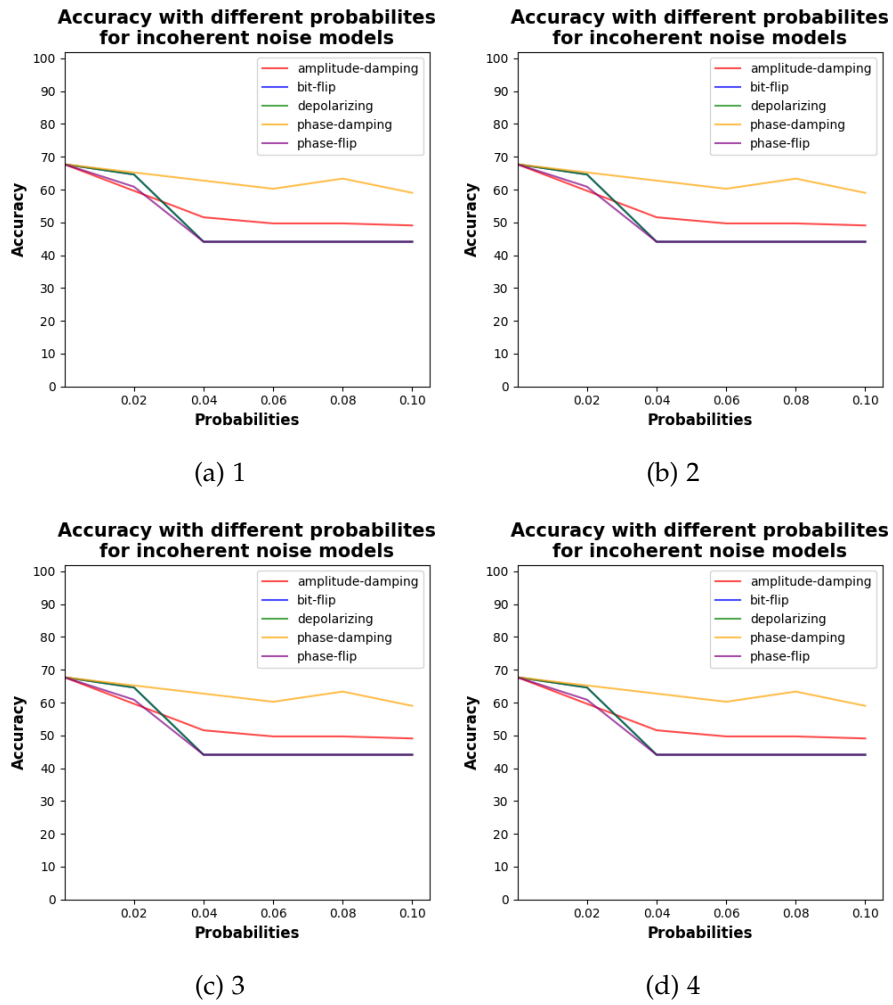 Accuracy with different probabilites
for incoherent noise models
100
90
80
70
60
50
40
30
20
10
0
Accuracy
amplitude-damping
bit-flip
depolarizing
phase-damping
phase-flip
0.02 0.04 0.06 0.08 0.10
Probabilities
(a) 1
Accuracy with different probabilites
for incoherent noise models
100
90
80
70
60
50
40
30
20
10
0
Accuracy
amplitude-damping
bit-flip
depolarizing
phase-damping
phase-flip
0.02 0.04 0.06 0.08 0.10
Probabilities
(b) 2
Accuracy with different probabilites
for incoherent noise models
100
90
80
70
60
50
40
30
20
10
0
Accuracy
amplitude-damping
bit-flip
depolarizing
phase-damping
phase-flip
0.02 0.04 0.06 0.08 0.10
Probabilities
(c) 3
Accuracy with different probabilites
for incoherent noise models
100
90
80
70
60
50
40
30
20
10
0
Accuracy
amplitude-damping
bit-flip
depolarizing
phase-damping
phase-flip
0.02 0.04 0.06 0.08 0.10
Probabilities
(d) 4